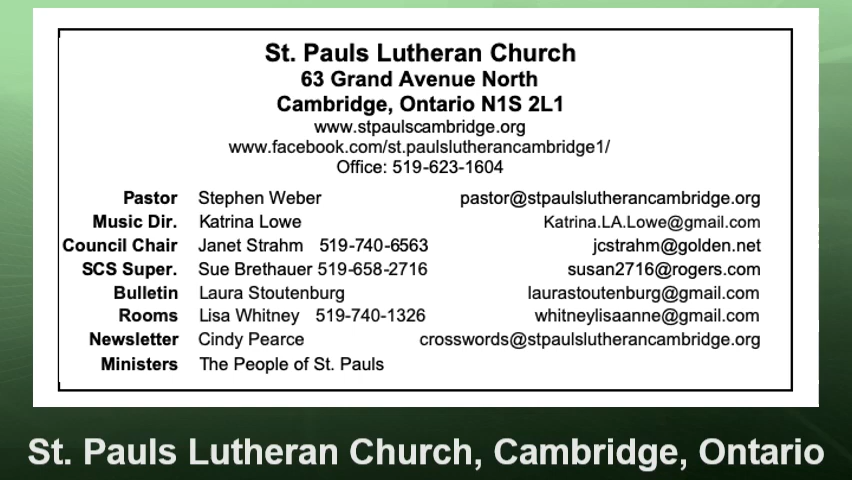 St. Pauls Lutheran Church
63 Grand Avenue North
Cambridge, Ontario N1S 2L1
www.stpaulscambridge.org
www.facebook.com/st.paulslutherancambridge1/
Office: 519-623-1604
Pastor Stephen Weber pastor@stpaulslutherancambridge.org
Music Dir. Katrina Lowe Katrina.LA.Lowe@gmail.com
Council Chair Janet Strahm 519-740-6563 jcstrahm@golden.net
SCS Super. Sue Brethauer 519-658-2716 susan2716@rogers.com
Bulletin Laura Stoutenburg laurastoutenburg@gmail.com
Rooms Lisa Whitney 519-740-1326 whitneylisaanne@gmail.com
Newsletter Cindy Pearce crosswords@stpaulslutherancambridge.org
Ministers The People of St. Pauls
St. Pauls Lutheran Church, Cambridge, Ontario